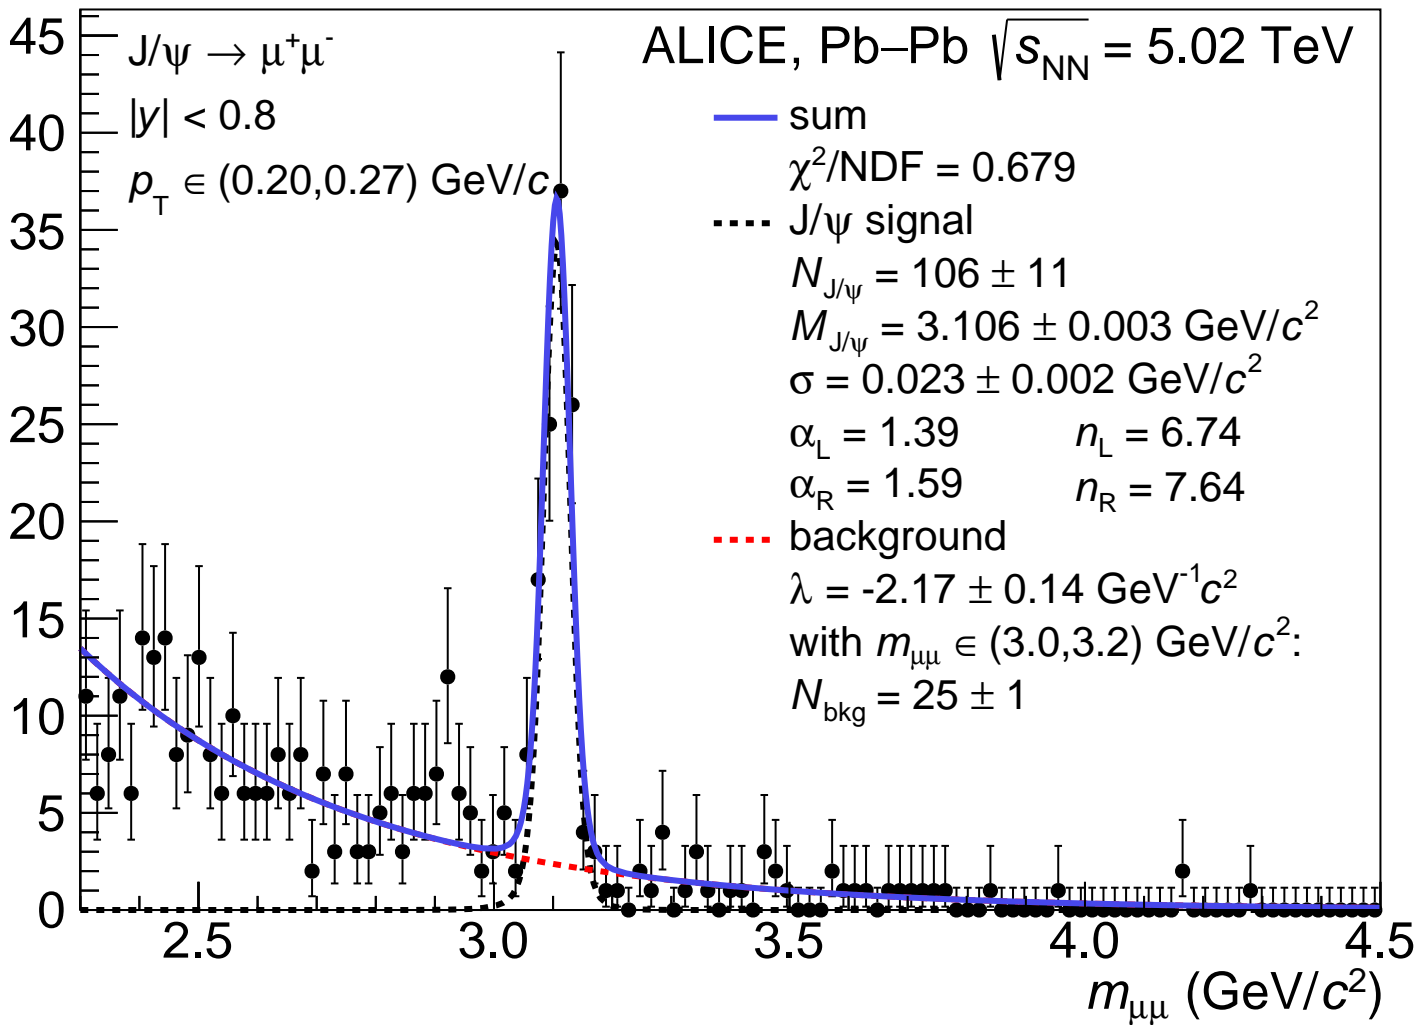 J/ψ → μ⁺μ⁻
|y| < 0.8
p_T ∈ (0.20,0.27) GeV/c
ALICE, Pb–Pb √s_NN = 5.02 TeV
sum
χ²/NDF = 0.679
J/ψ signal
N_J/ψ = 106 ± 11
M_J/ψ = 3.106 ± 0.003 GeV/c²
σ = 0.023 ± 0.002 GeV/c²
α_L = 1.39 n_L = 6.74
α_R = 1.59 n_R = 7.64
background
λ = -2.17 ± 0.14 GeV⁻¹c²
with m_μμ ∈ (3.0,3.2) GeV/c²:
N_bkg = 25 ± 1
45
40
35
30
25
20
15
10
5
0
2.5 3.0 3.5 4.0 4.5
m_μμ (GeV/c²)